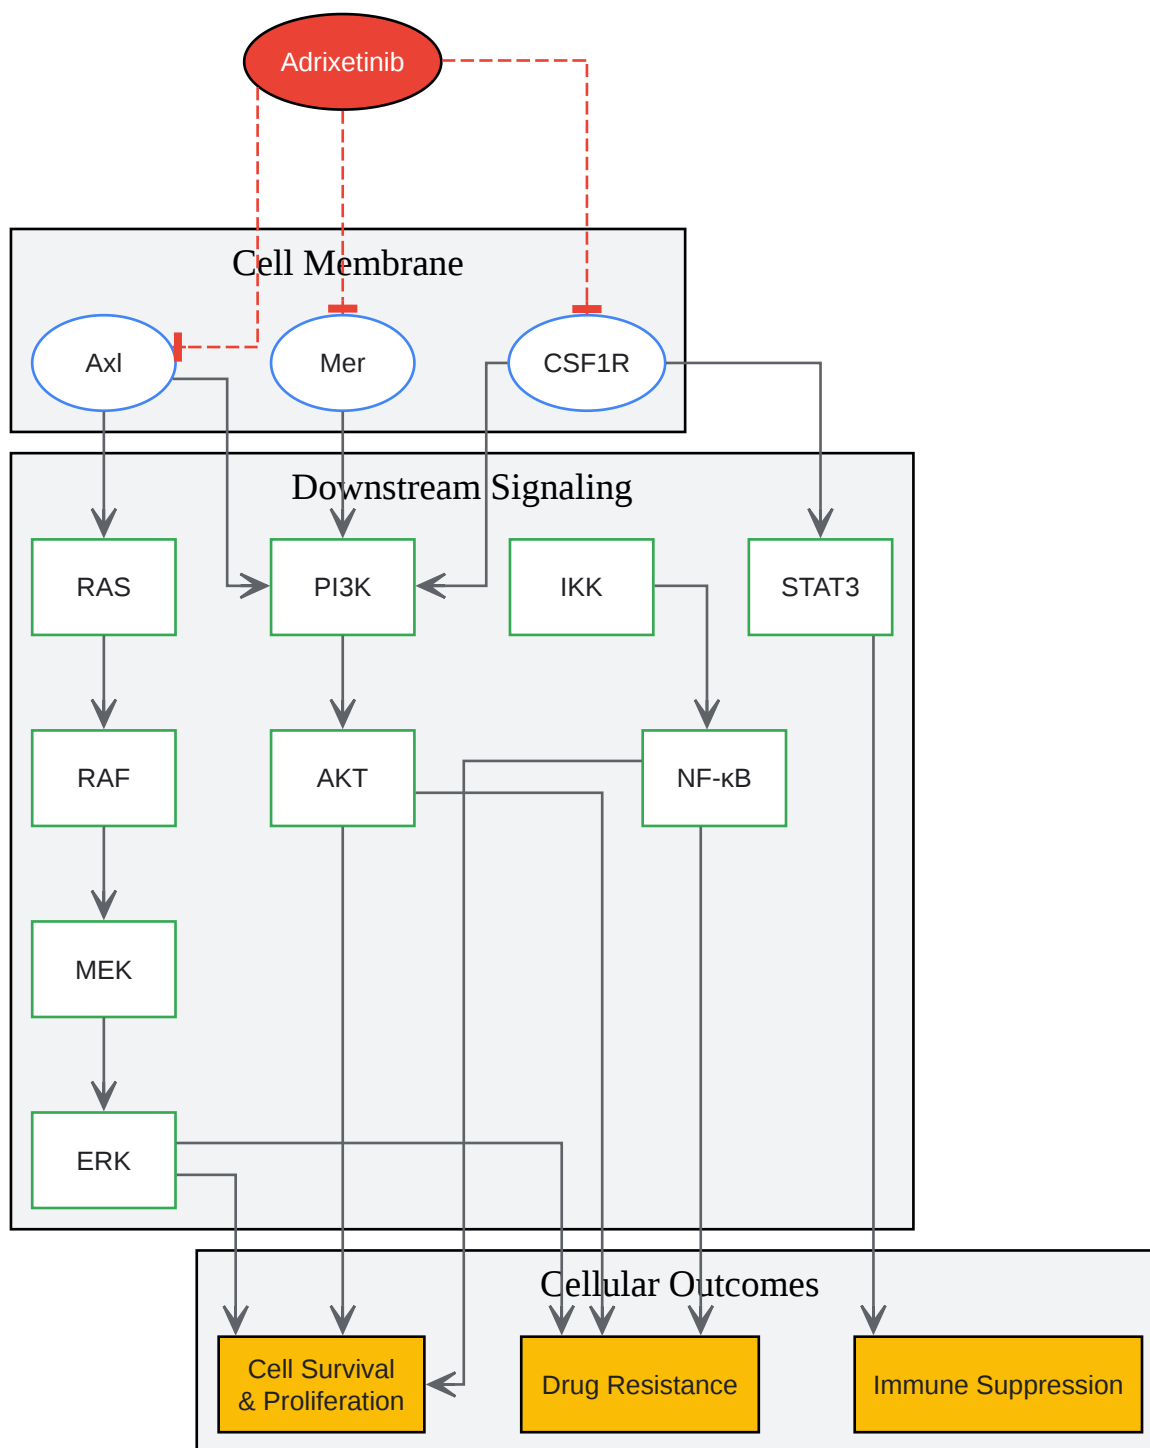 Adrixetinib
Cell Membrane
Axl
Mer
CSF1R
Downstream Signaling
RAS
PI3K
IKK
STAT3
RAF
AKT
NF-κB
MEK
ERK
Cellular Outcomes
Cell Survival
& Proliferation
Drug Resistance
Immune Suppression